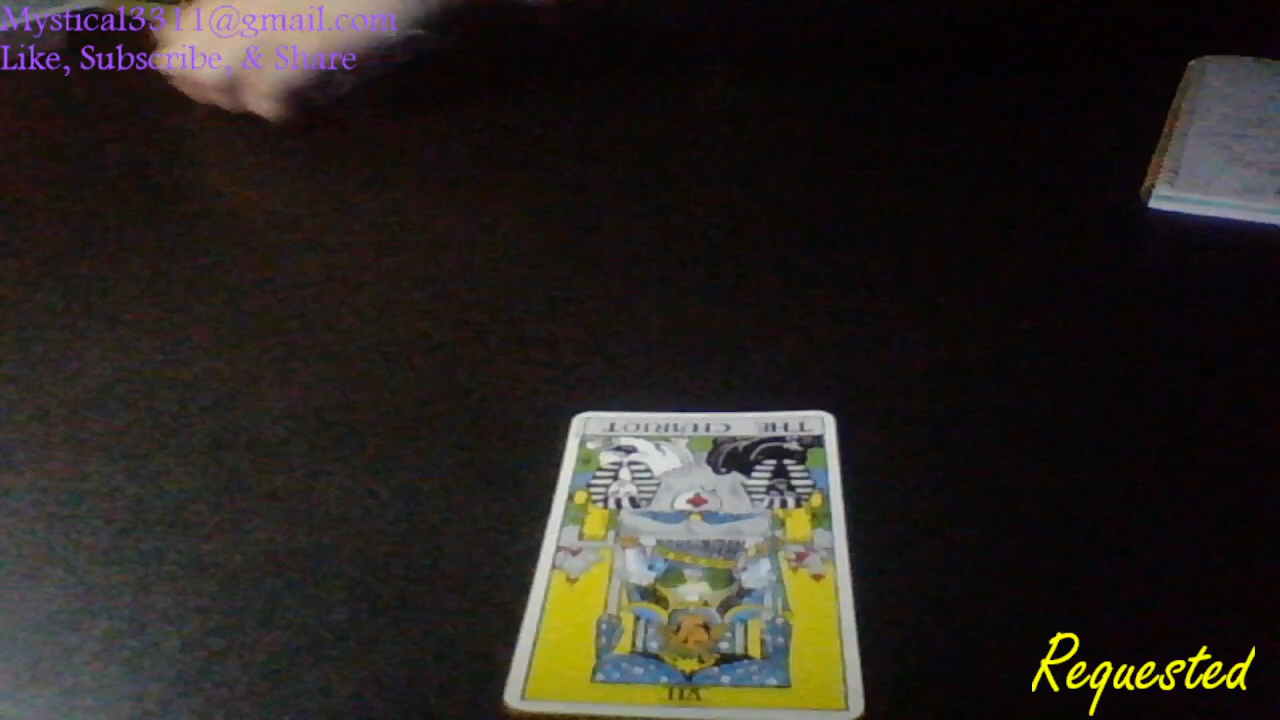 Mystical3311@gmail.com
Like, Subscribe, & Share
THE CHARIOT
VII
Requested